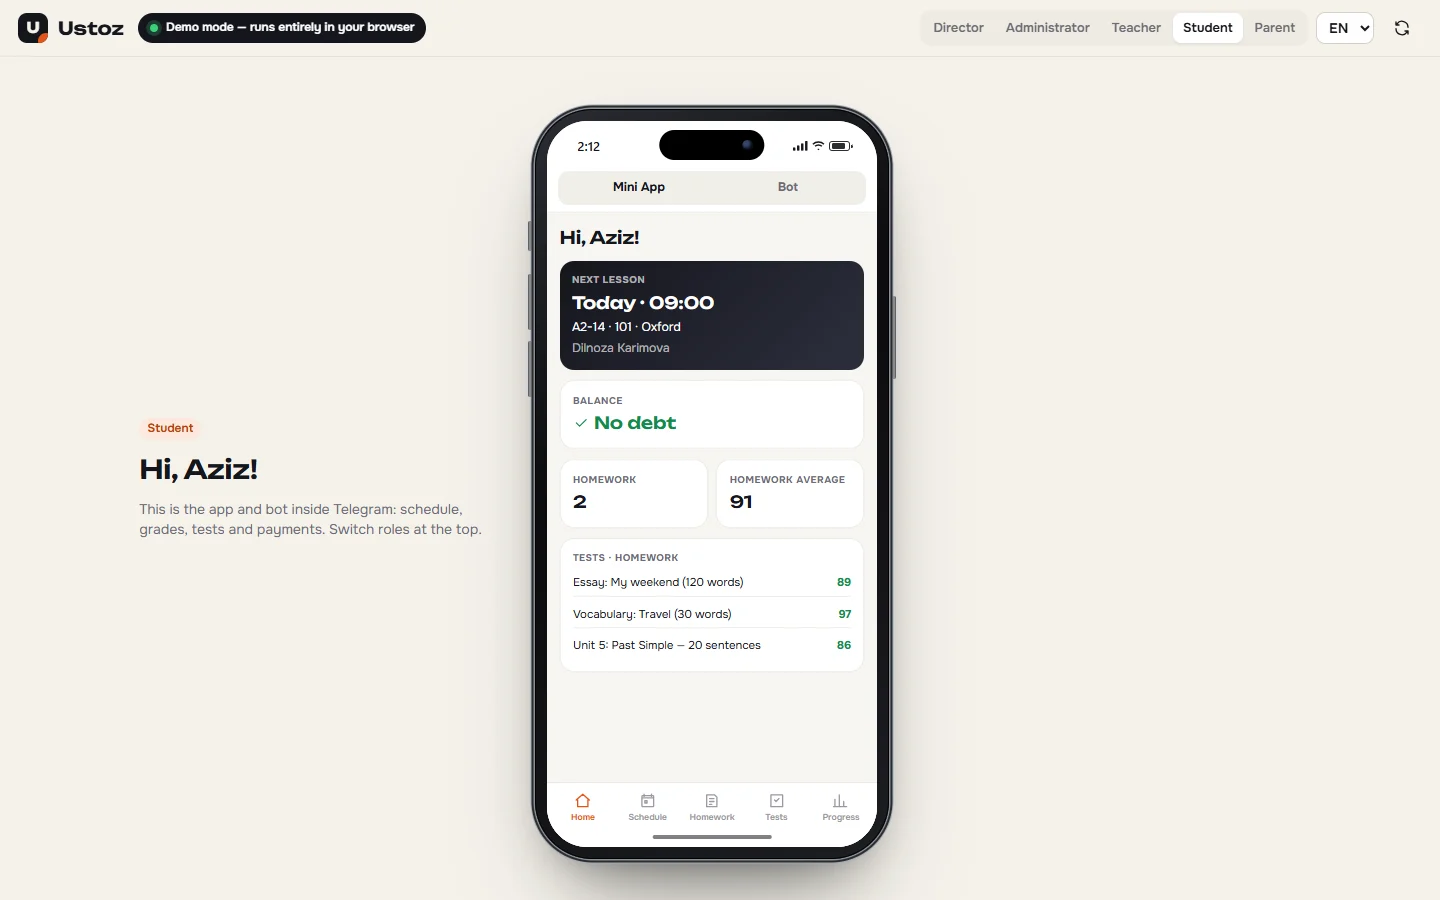 U Ustoz
Demo mode – runs entirely in your browser
Director Administrator Teacher Student Parent
EN
2:12
Mini App Bot
Hi, Aziz!
NEXT LESSON
Today · 09:00
A2-14 · 101 · Oxford
Dilnoza Karimova
BALANCE
✓ No debt
HOMEWORK
2
HOMEWORK AVERAGE
91
TESTS · HOMEWORK
Essay: My weekend (120 words) 89
Vocabulary: Travel (30 words) 97
Unit 5: Past Simple – 20 sentences 86
Home Schedule Homework Tests Progress
Student
Hi, Aziz!
This is the app and bot inside Telegram: schedule,
grades, tests and payments. Switch roles at the top.